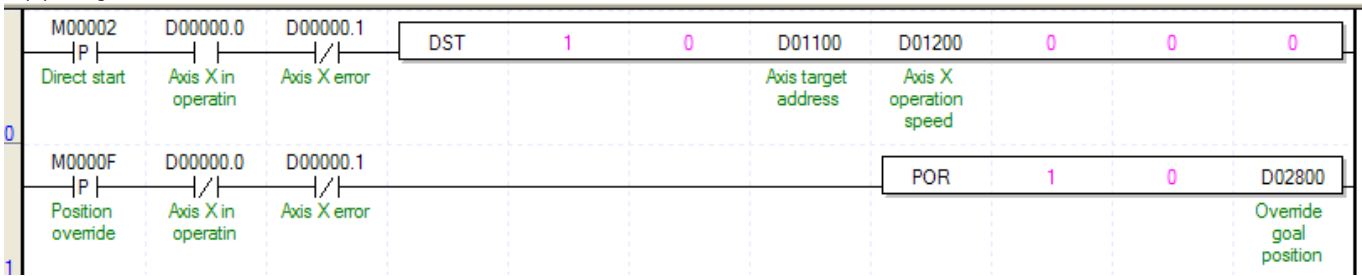 M00002 D00000.0 D00000.1
P DST 1 0 D01100 D01200 0 0 0
Direct start Axis X in Axis X error Axis target Axis X
operatin address operation
speed
0
M0000F D00000.0 D00000.1
P POR 1 0 D02800
Position Axis X in Axis X error Override
override operatin goal
position
1